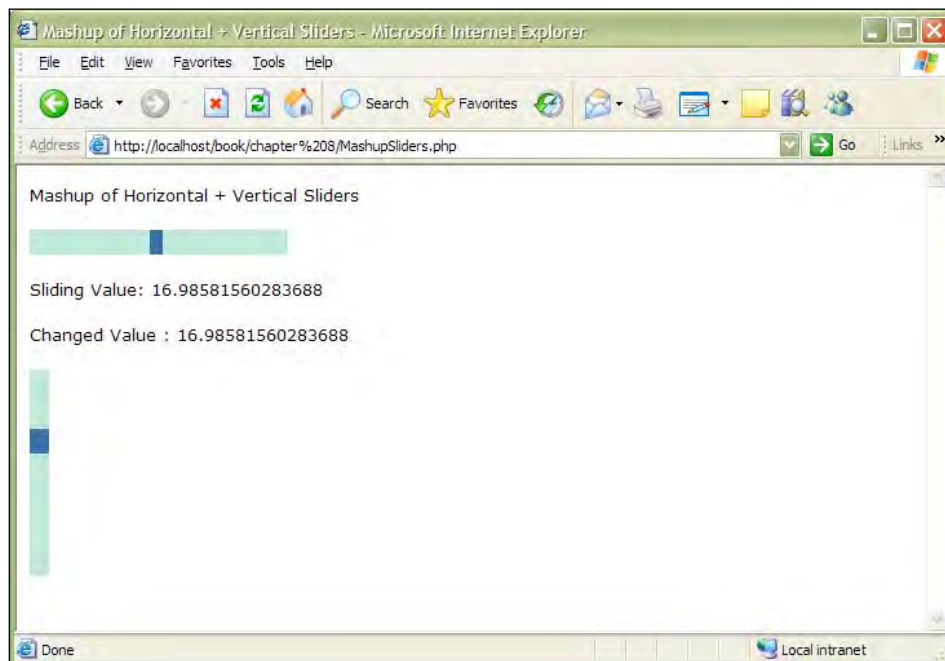 Mashup of Horizontal + Vertical Sliders - Microsoft Internet Explorer
File Edit View Favorites Tools Help
Back Search Favorites
Address http://localhost/book/chapter%208/MashupSliders.php Go Links »
Mashup of Horizontal + Vertical Sliders
Sliding Value: 16.98581560283688
Changed Value : 16.98581560283688
Done Local intranet